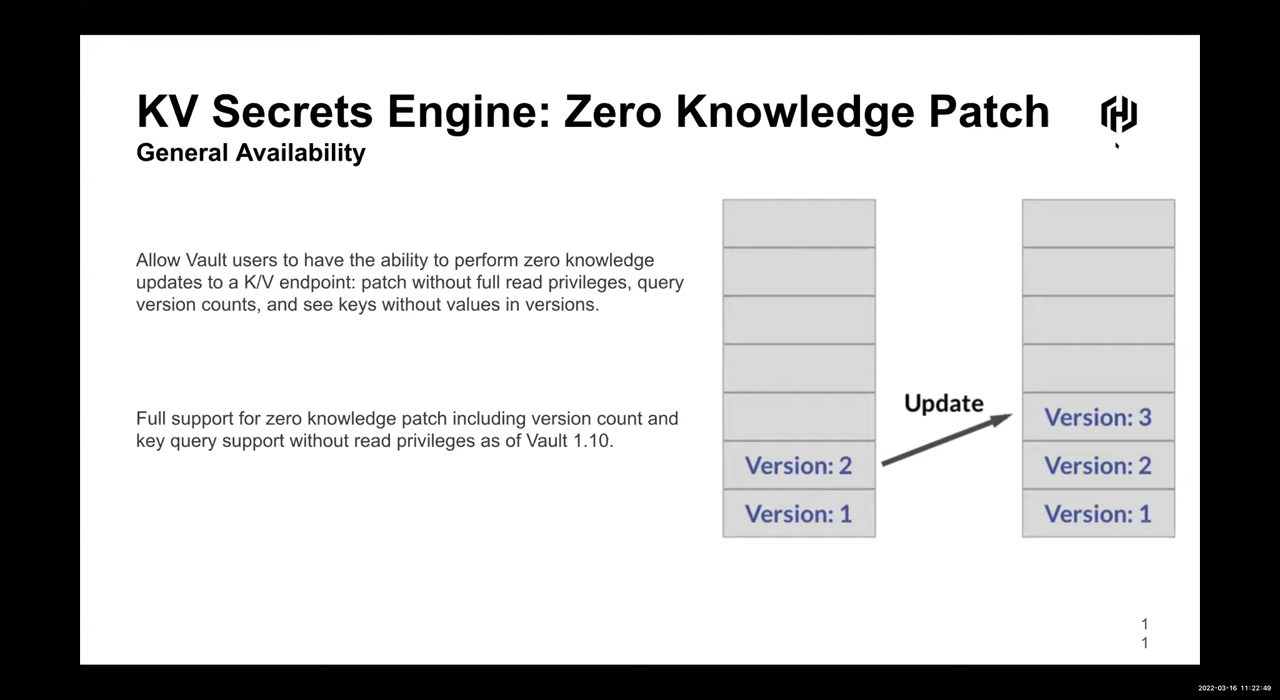 KV Secrets Engine: Zero Knowledge Patch
General Availability
Allow Vault users to have the ability to perform zero knowledge
updates to a K/V endpoint: patch without full read privileges, query
version counts, and see keys without values in versions.
Full support for zero knowledge patch including version count and
key query support without read privileges as of Vault 1.10.
Update
Version: 2
Version: 1
Version: 3
Version: 2
Version: 1
1
1
2022-03-16 11:22:49